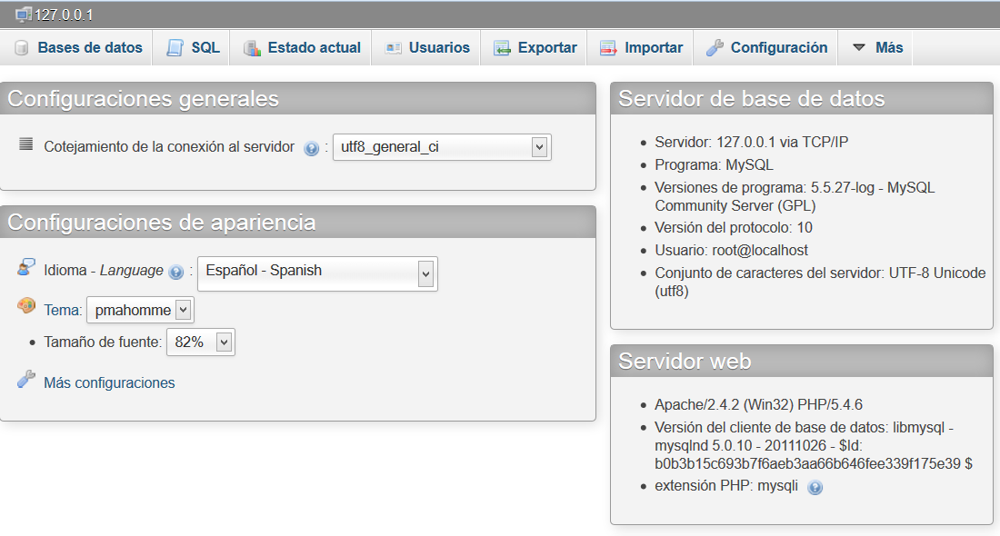 127.0.0.1
Bases de datos SQL Estado actual Usuarios Exportar Importar Configuración Más
Configuraciones generales
Cotejamiento de la conexión al servidor : utf8_general_ci
Configuraciones de apariencia
Idioma - Language : Español - Spanish
Tema: pmahomme
Tamaño de fuente: 82%
Más configuraciones
Servidor de base de datos
Servidor: 127.0.0.1 via TCP/IP
Programa: MySQL
Versiones de programa: 5.5.27-log - MySQL
Community Server (GPL)
Versión del protocolo: 10
Usuario: root@localhost
Conjunto de caracteres del servidor: UTF-8 Unicode
(utf8)
Servidor web
Apache/2.4.2 (Win32) PHP/5.4.6
Versión del cliente de base de datos: libmysql -
mysqlnd 5.0.10 - 20111026 - $Id:
b0b3b15c693b7f6aeb3aa66b646fee339f175e39 $
extensión PHP: mysqli